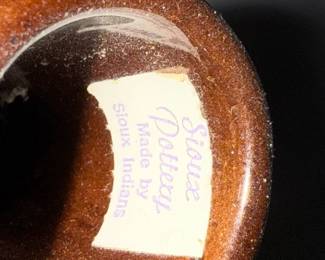 Sioux
Pottery
Made by
Sioux Indians